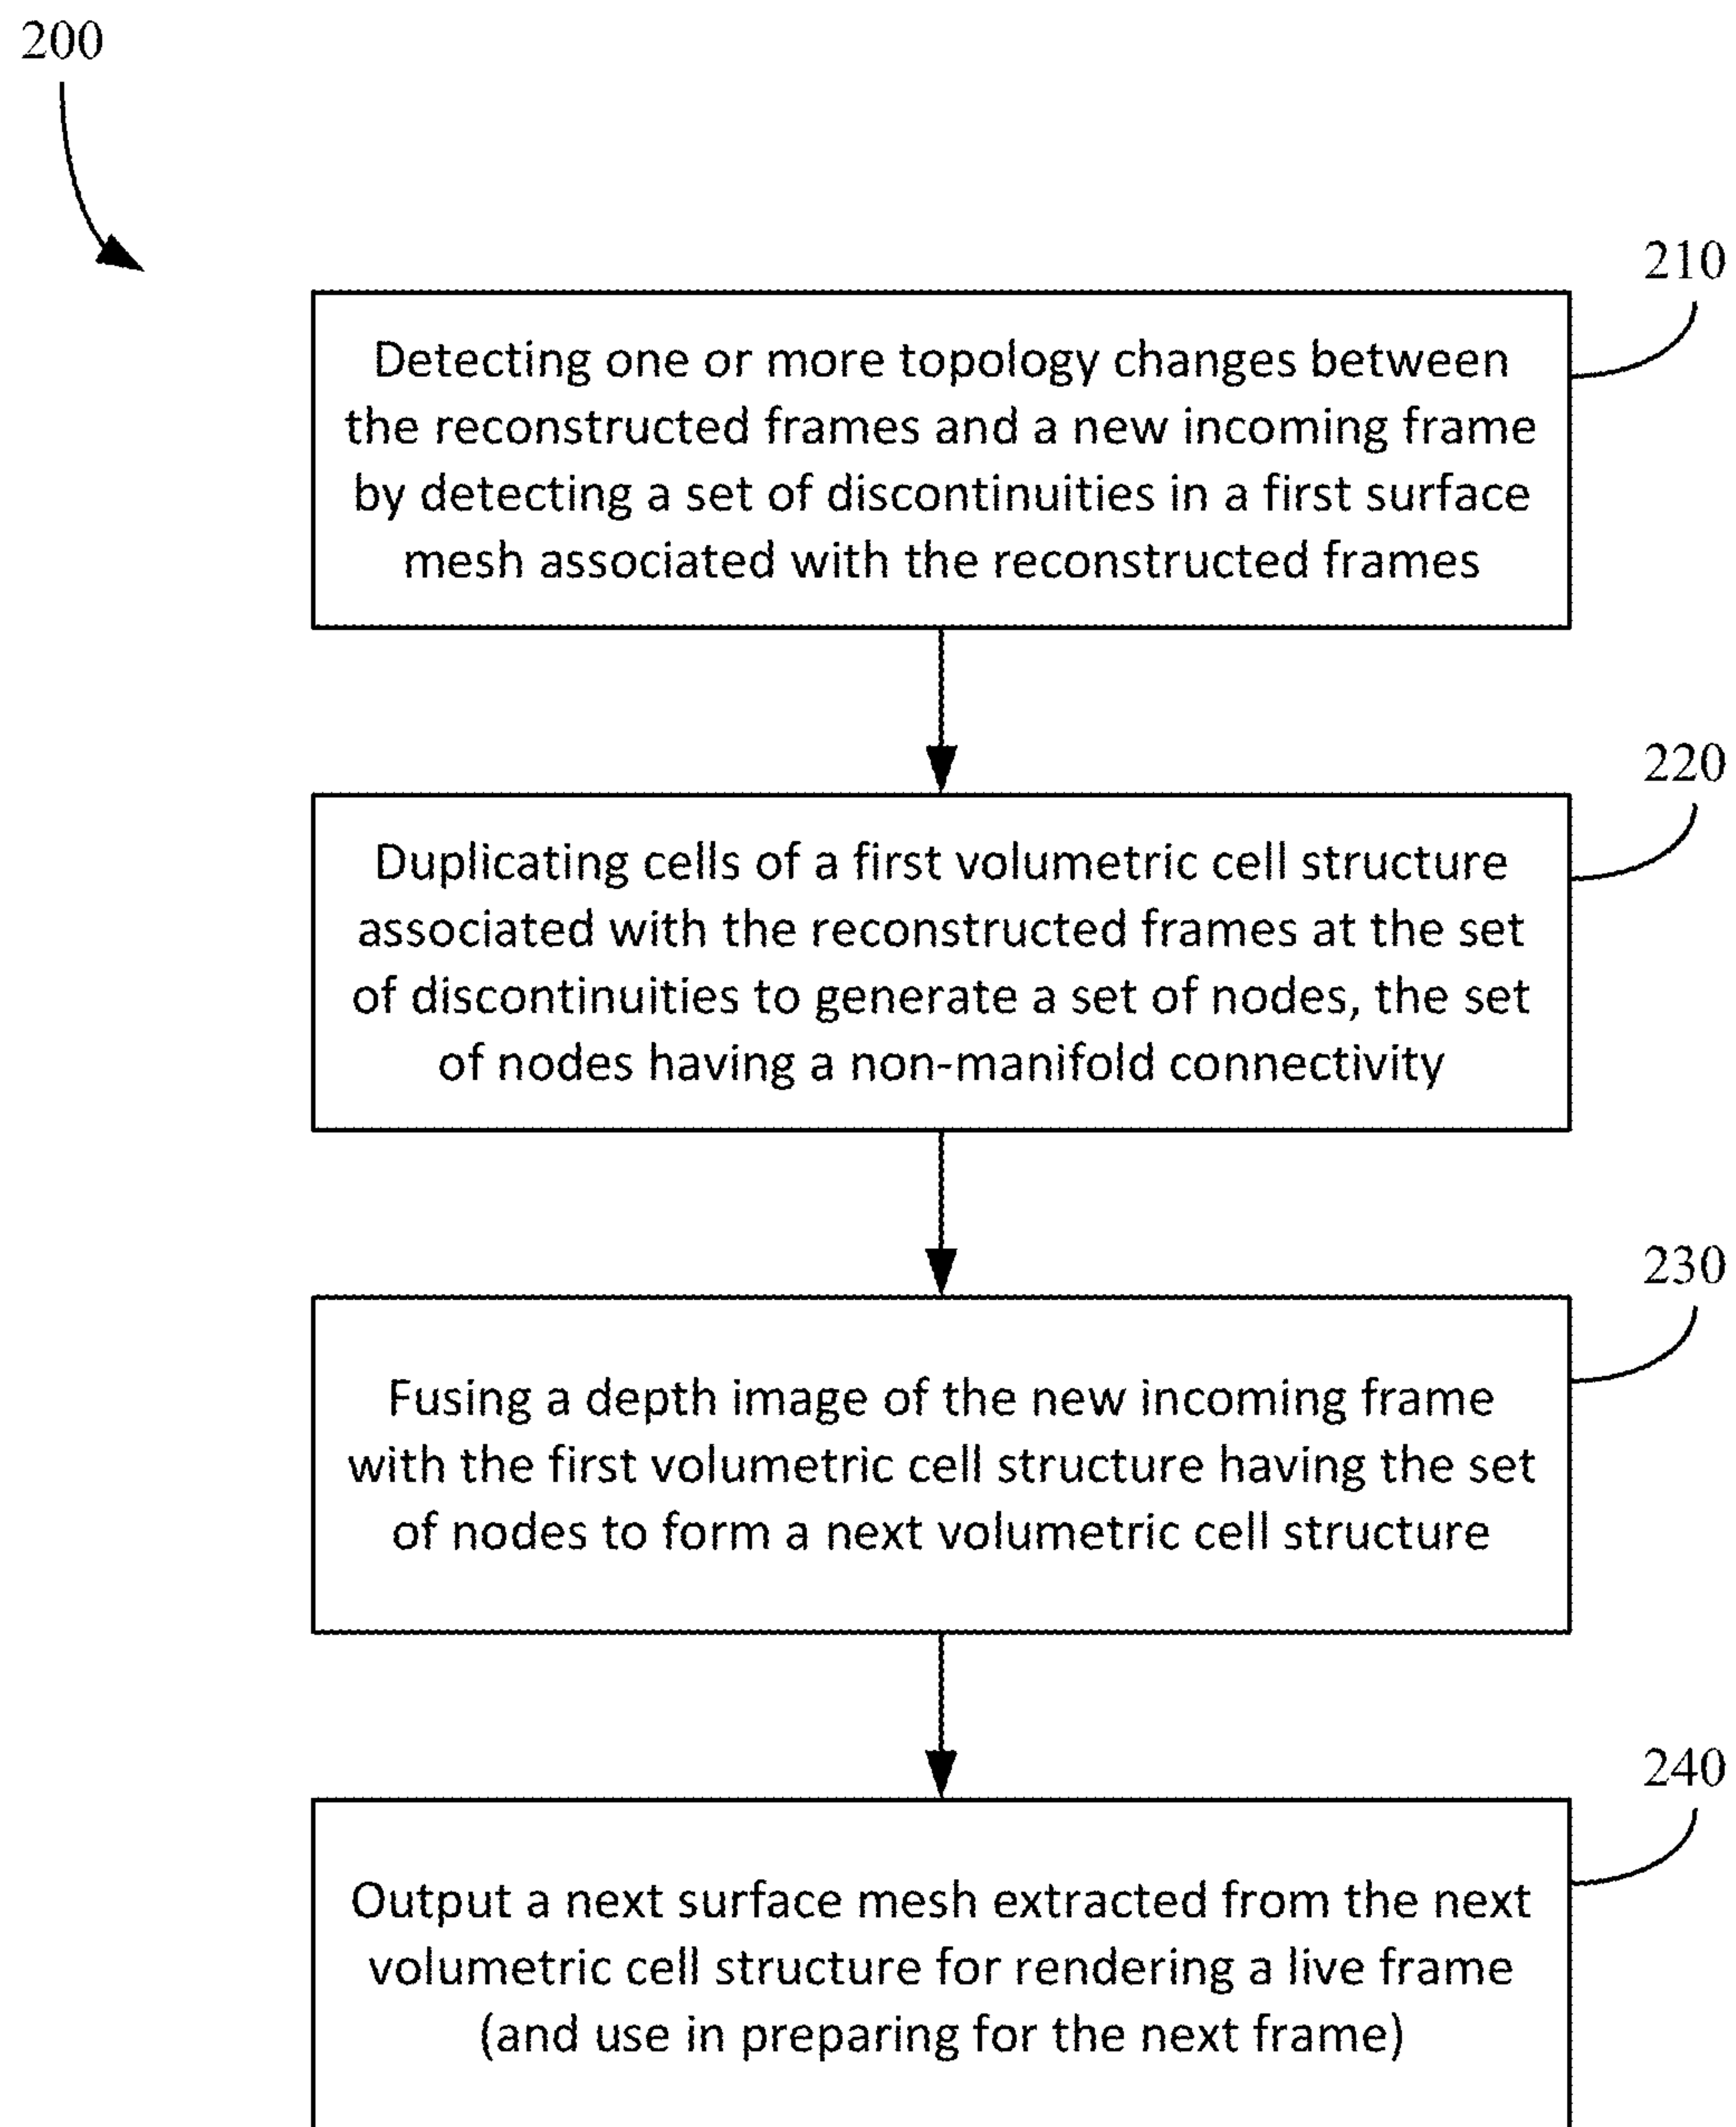 200
210
Detecting one or more topology changes between
the reconstructed frames and a new incoming frame
by detecting a set of discontinuities in a first surface
mesh associated with the reconstructed frames
220
Duplicating cells of a first volumetric cell structure
associated with the reconstructed frames at the set
of discontinuities to generate a set of nodes, the set
of nodes having a non-manifold connectivity
230
Fusing a depth image of the new incoming frame
with the first volumetric cell structure having the set
of nodes to form a next volumetric cell structure
240
Output a next surface mesh extracted from the next
volumetric cell structure for rendering a live frame
(and use in preparing for the next frame)